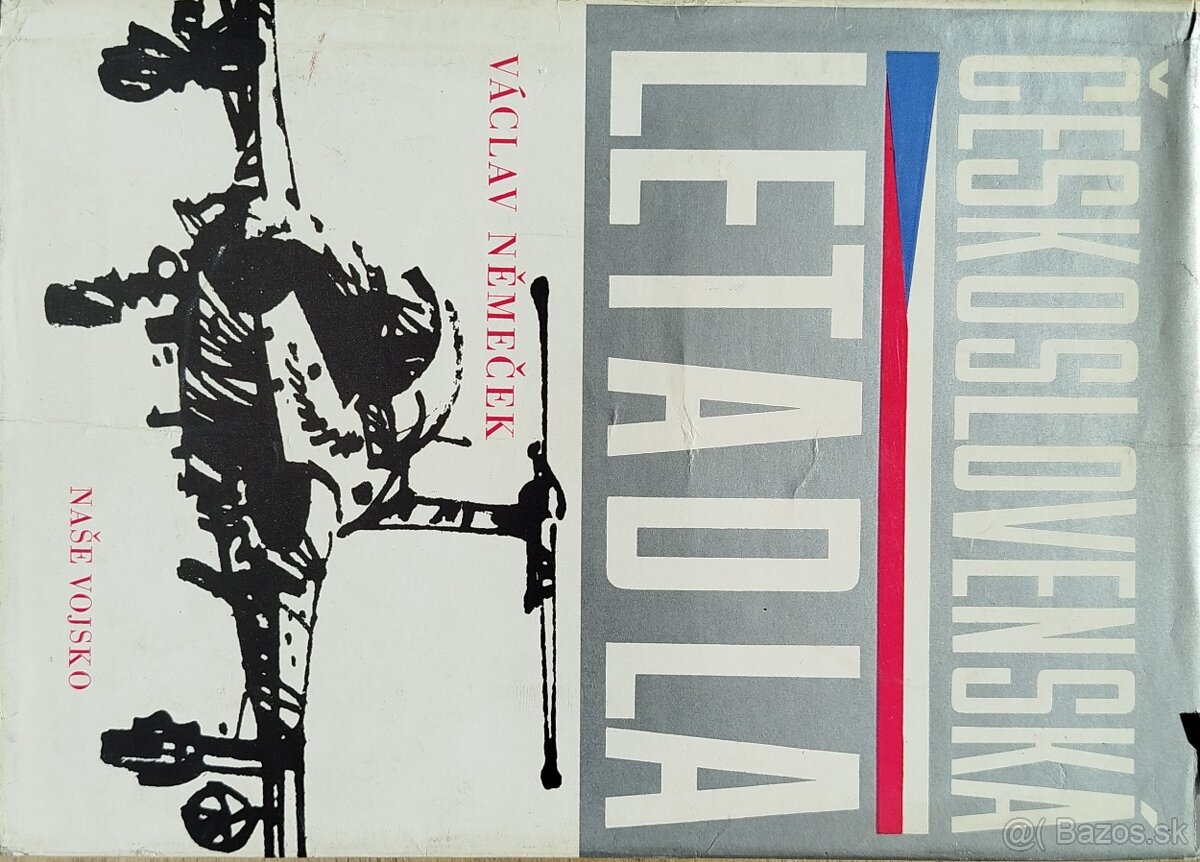 ČESKOSLOVENSKÁ
LETADLA
VÁCLAV NĚMEČEK
NAŠE VOJSKO
@( Bazos.sk